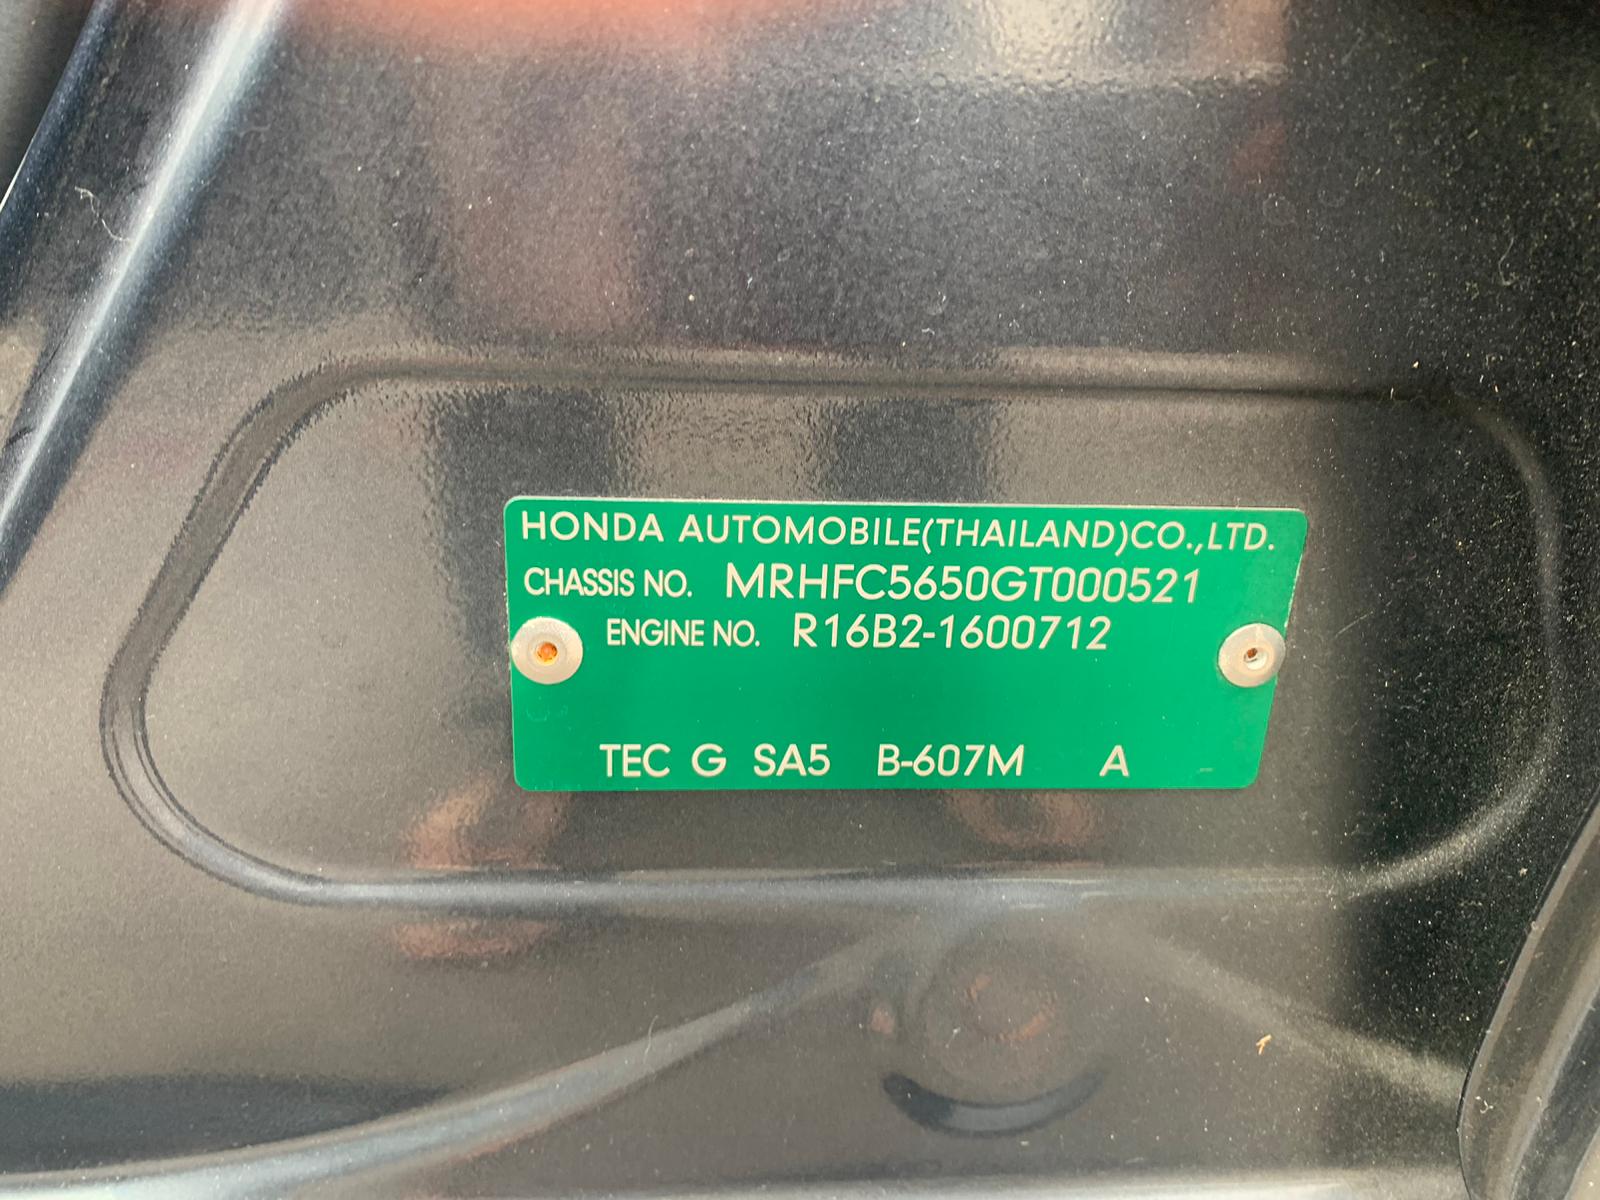 HONDA AUTOMOBILE(THAILAND)CO.,LTD.
CHASSIS NO. MRHFC5650GT000521
ENGINE NO. R16B2-1600712
TEC G SA5 B-607M A